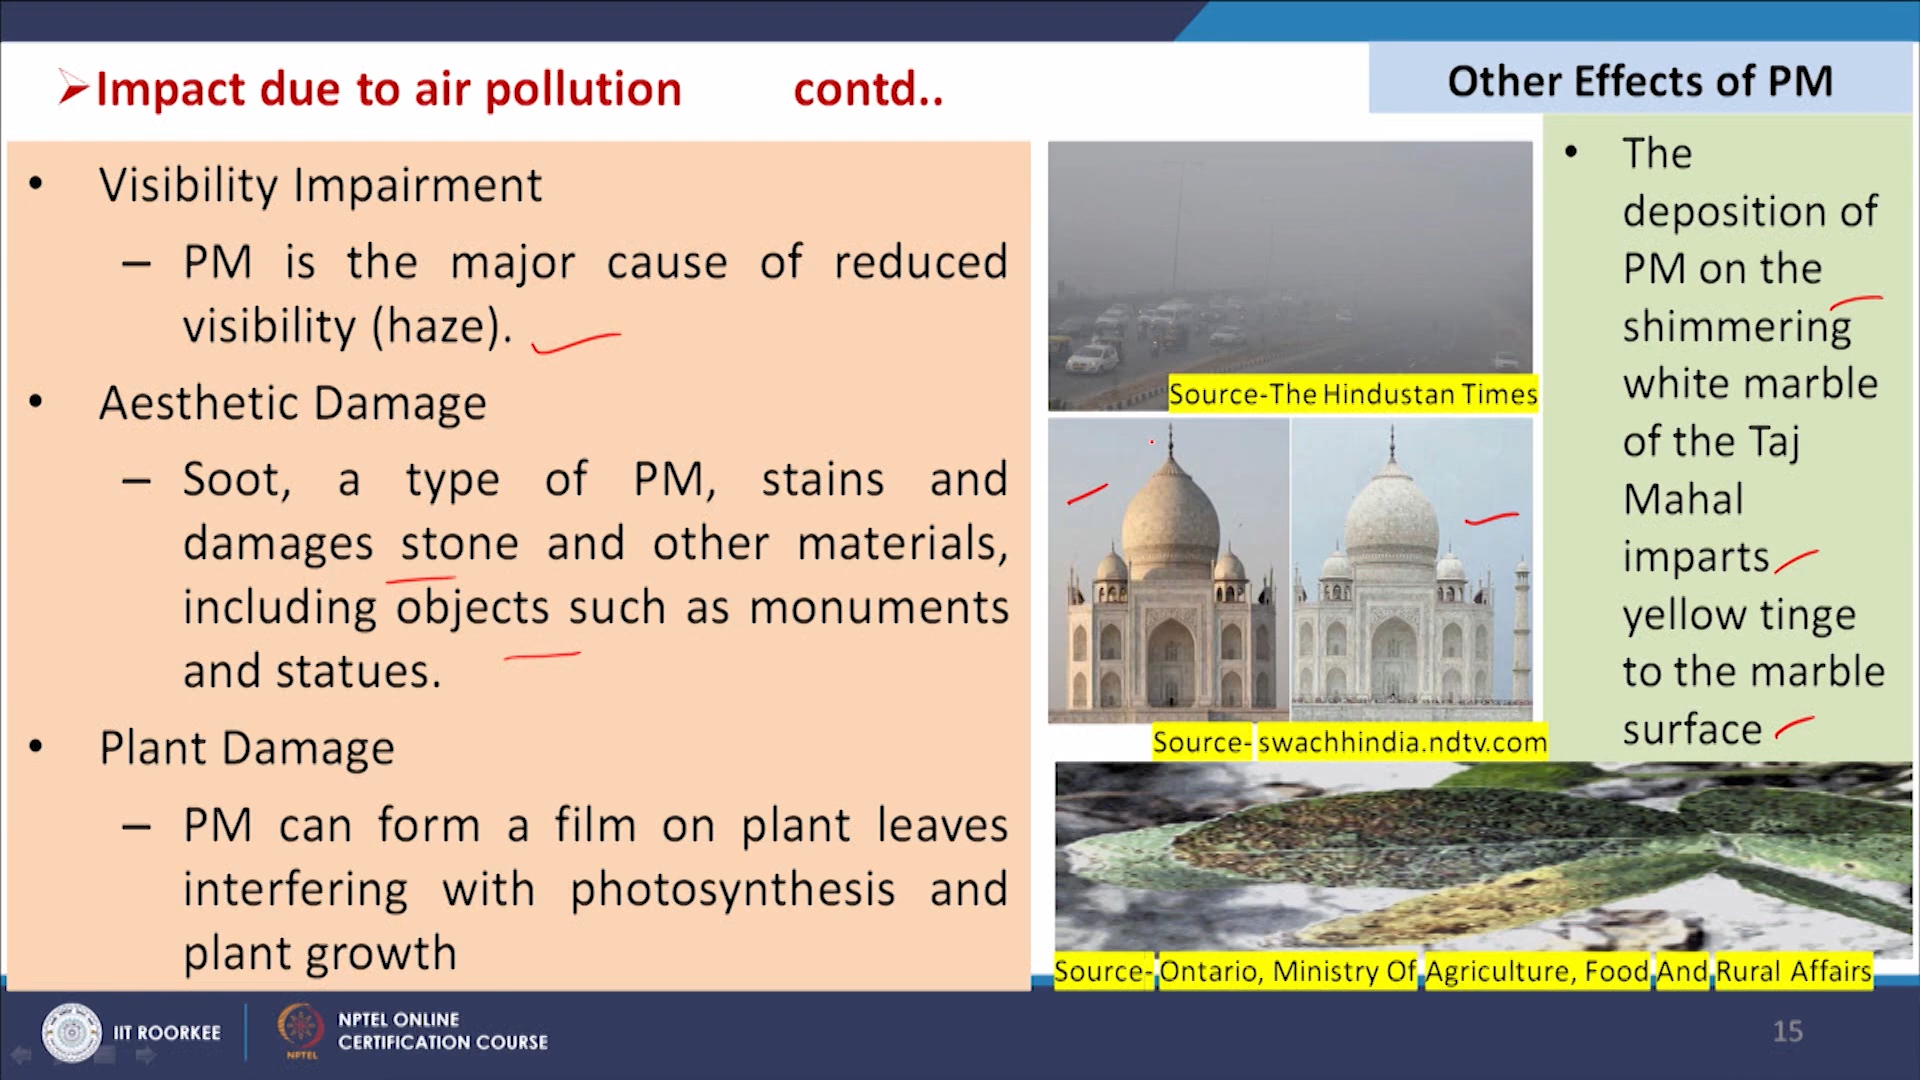 ➢Impact due to air pollution contd..
Other Effects of PM
• Visibility Impairment
– PM is the major cause of reduced
visibility (haze).
• Aesthetic Damage
– Soot, a type of PM, stains and
damages stone and other materials,
including objects such as monuments
and statues.
• Plant Damage
– PM can form a film on plant leaves
interfering with photosynthesis and
plant growth
Source-The Hindustan Times
Source- swachhindia.ndtv.com
• The
deposition of
PM on the
shimmering
white marble
of the Taj
Mahal
imparts
yellow tinge
to the marble
surface
Source- Ontario, Ministry Of Agriculture, Food And Rural Affairs
IIT ROORKEE
NPTEL
NPTEL ONLINE
CERTIFICATION COURSE
15